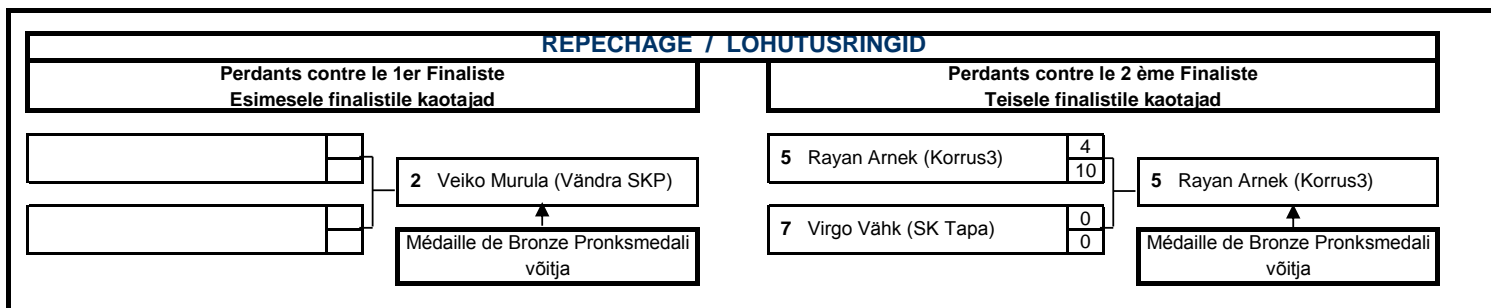 REPECHAGE / LOHUTUSRINGID
Perdants contre le 1er Finaliste
Esimesele finalistile kaotajad
Perdants contre le 2 ème Finaliste
Teisele finalistile kaotajad
2 Veiko Murula (Vändra SKP)
Médaille de Bronze Pronksmedali
võitja
5 Rayan Arnek (Korrus3)
4
10
7 Virgo Vähk (SK Tapa)
0
0
5 Rayan Arnek (Korrus3)
Médaille de Bronze Pronksmedali
võitja